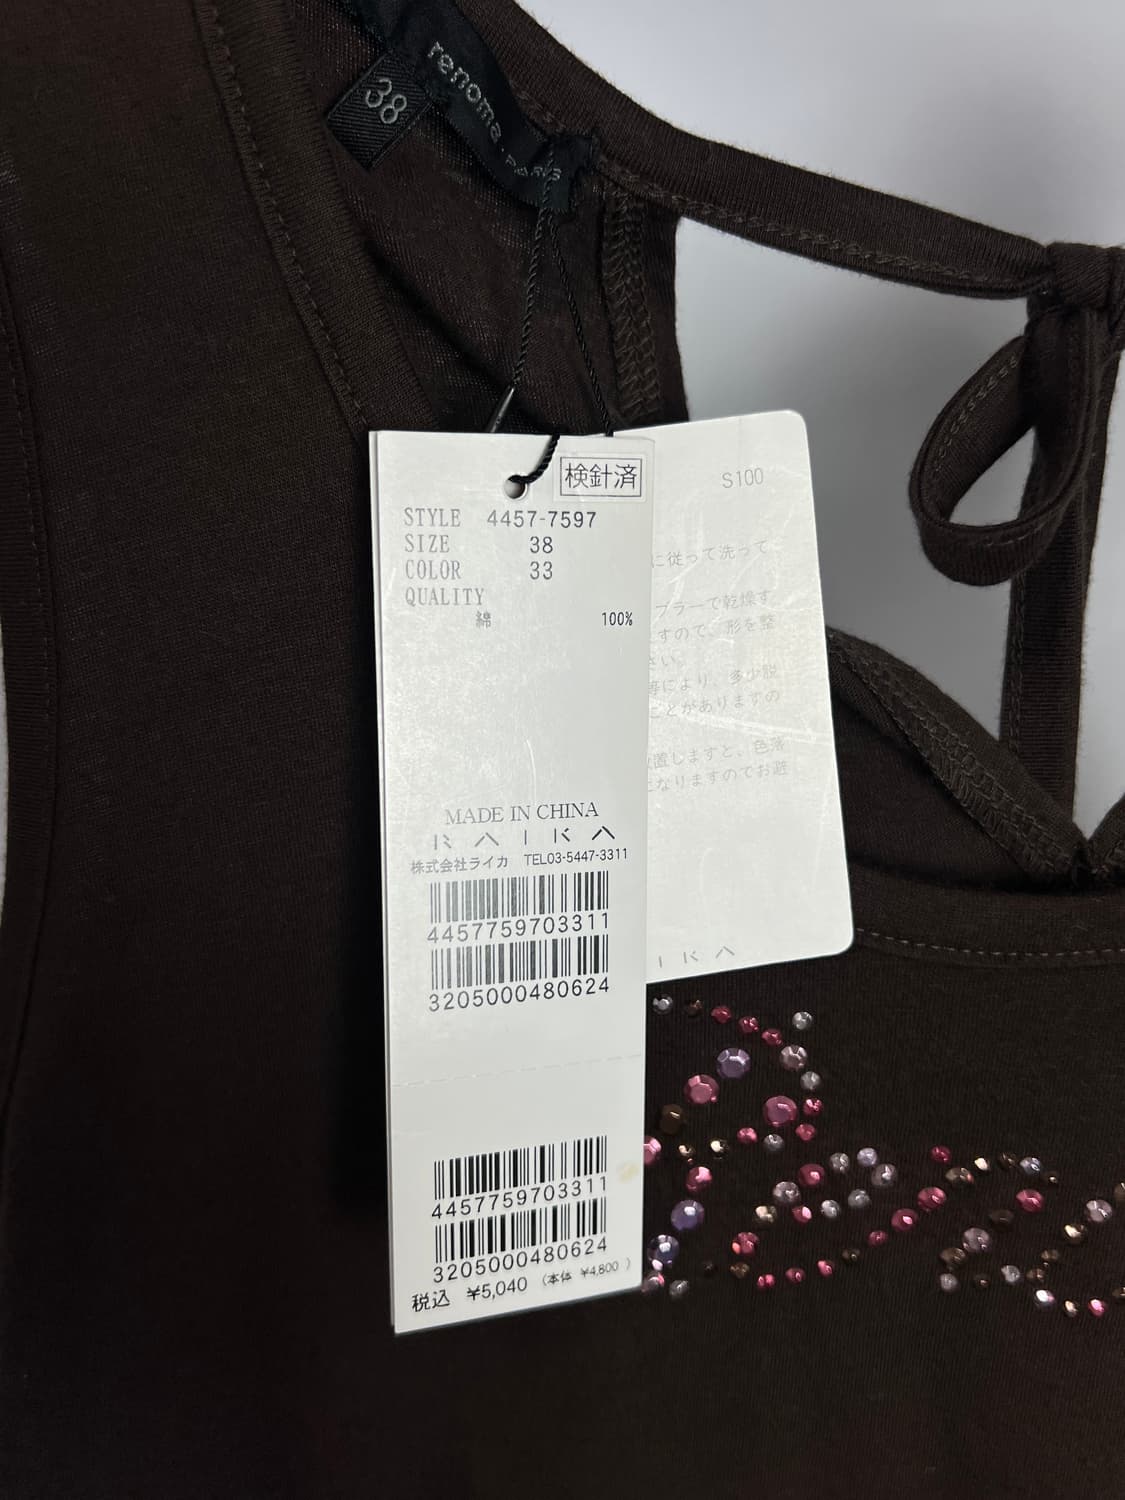 renoma PARIS
38
検針済
STYLE 4457-7597
SIZE 38
COLOR 33
QUALITY
綿 100%
MADE IN CHINA
RAIKA
株式会社ライカ TEL03-5447-3311
4457759703311
3205000480624
4457759703311
3205000480624
税込 ¥5,040 (本体 ¥4,800 )
S100
に従って洗って
ブラーで乾燥す
すので、形を整
さい。
等により、多少脱
ことがありますの
放置しますと、色落
になりますのでお避
I K A